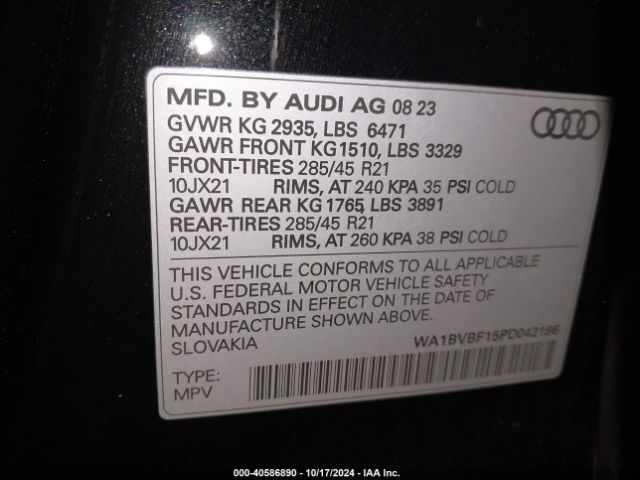 MFD. BY AUDI AG 08 23
GVWR KG 2935, LBS 6471
GAWR FRONT KG1510, LBS 3329
FRONT-TIRES 285/45 R21
10JX21 RIMS, AT 240 KPA 35 PSI COLD
GAWR REAR KG 1765, LBS 3891
REAR-TIRES 285/45 R21
10JX21 RIMS, AT 260 KPA 38 PSI COLD
THIS VEHICLE CONFORMS TO ALL APPLICABLE
U.S. FEDERAL MOTOR VEHICLE SAFETY
STANDARDS IN EFFECT ON THE DATE OF
MANUFACTURE SHOWN ABOVE.
SLOVAKIA WA1BVBF15PD042196
TYPE:
MPV
000-40586890 - 10/17/2024 - IAA Inc.